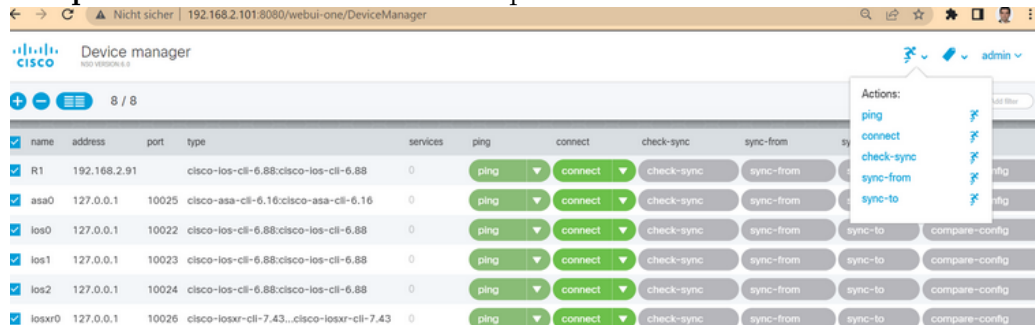 Nicht sicher | 192.168.2.101:8080/webui-one/DeviceManager
CISCO
Device manager
NSO VERSION 6.0
admin
8 / 8
Actions:
ping
connect
check-sync
sync-from
sync-to
Add filter
name address port type services ping connect check-sync sync-from
R1 192.168.2.91 cisco-ios-cli-6.88:cisco-ios-cli-6.88 0 ping connect check-sync sync-from
asa0 127.0.0.1 10025 cisco-asa-cli-6.16:cisco-asa-cli-6.16 0 ping connect check-sync sync-from
ios0 127.0.0.1 10022 cisco-ios-cli-6.88:cisco-ios-cli-6.88 0 ping connect check-sync sync-from sync-to compare-config
ios1 127.0.0.1 10023 cisco-ios-cli-6.88:cisco-ios-cli-6.88 0 ping connect check-sync sync-from sync-to compare-config
ios2 127.0.0.1 10024 cisco-ios-cli-6.88:cisco-ios-cli-6.88 0 ping connect check-sync sync-from sync-to compare-config
iosxr0 127.0.0.1 10026 cisco-iosxr-cli-7.43...cisco-iosxr-cli-7.43 0 ping connect check-sync sync-from sync-to compare-config